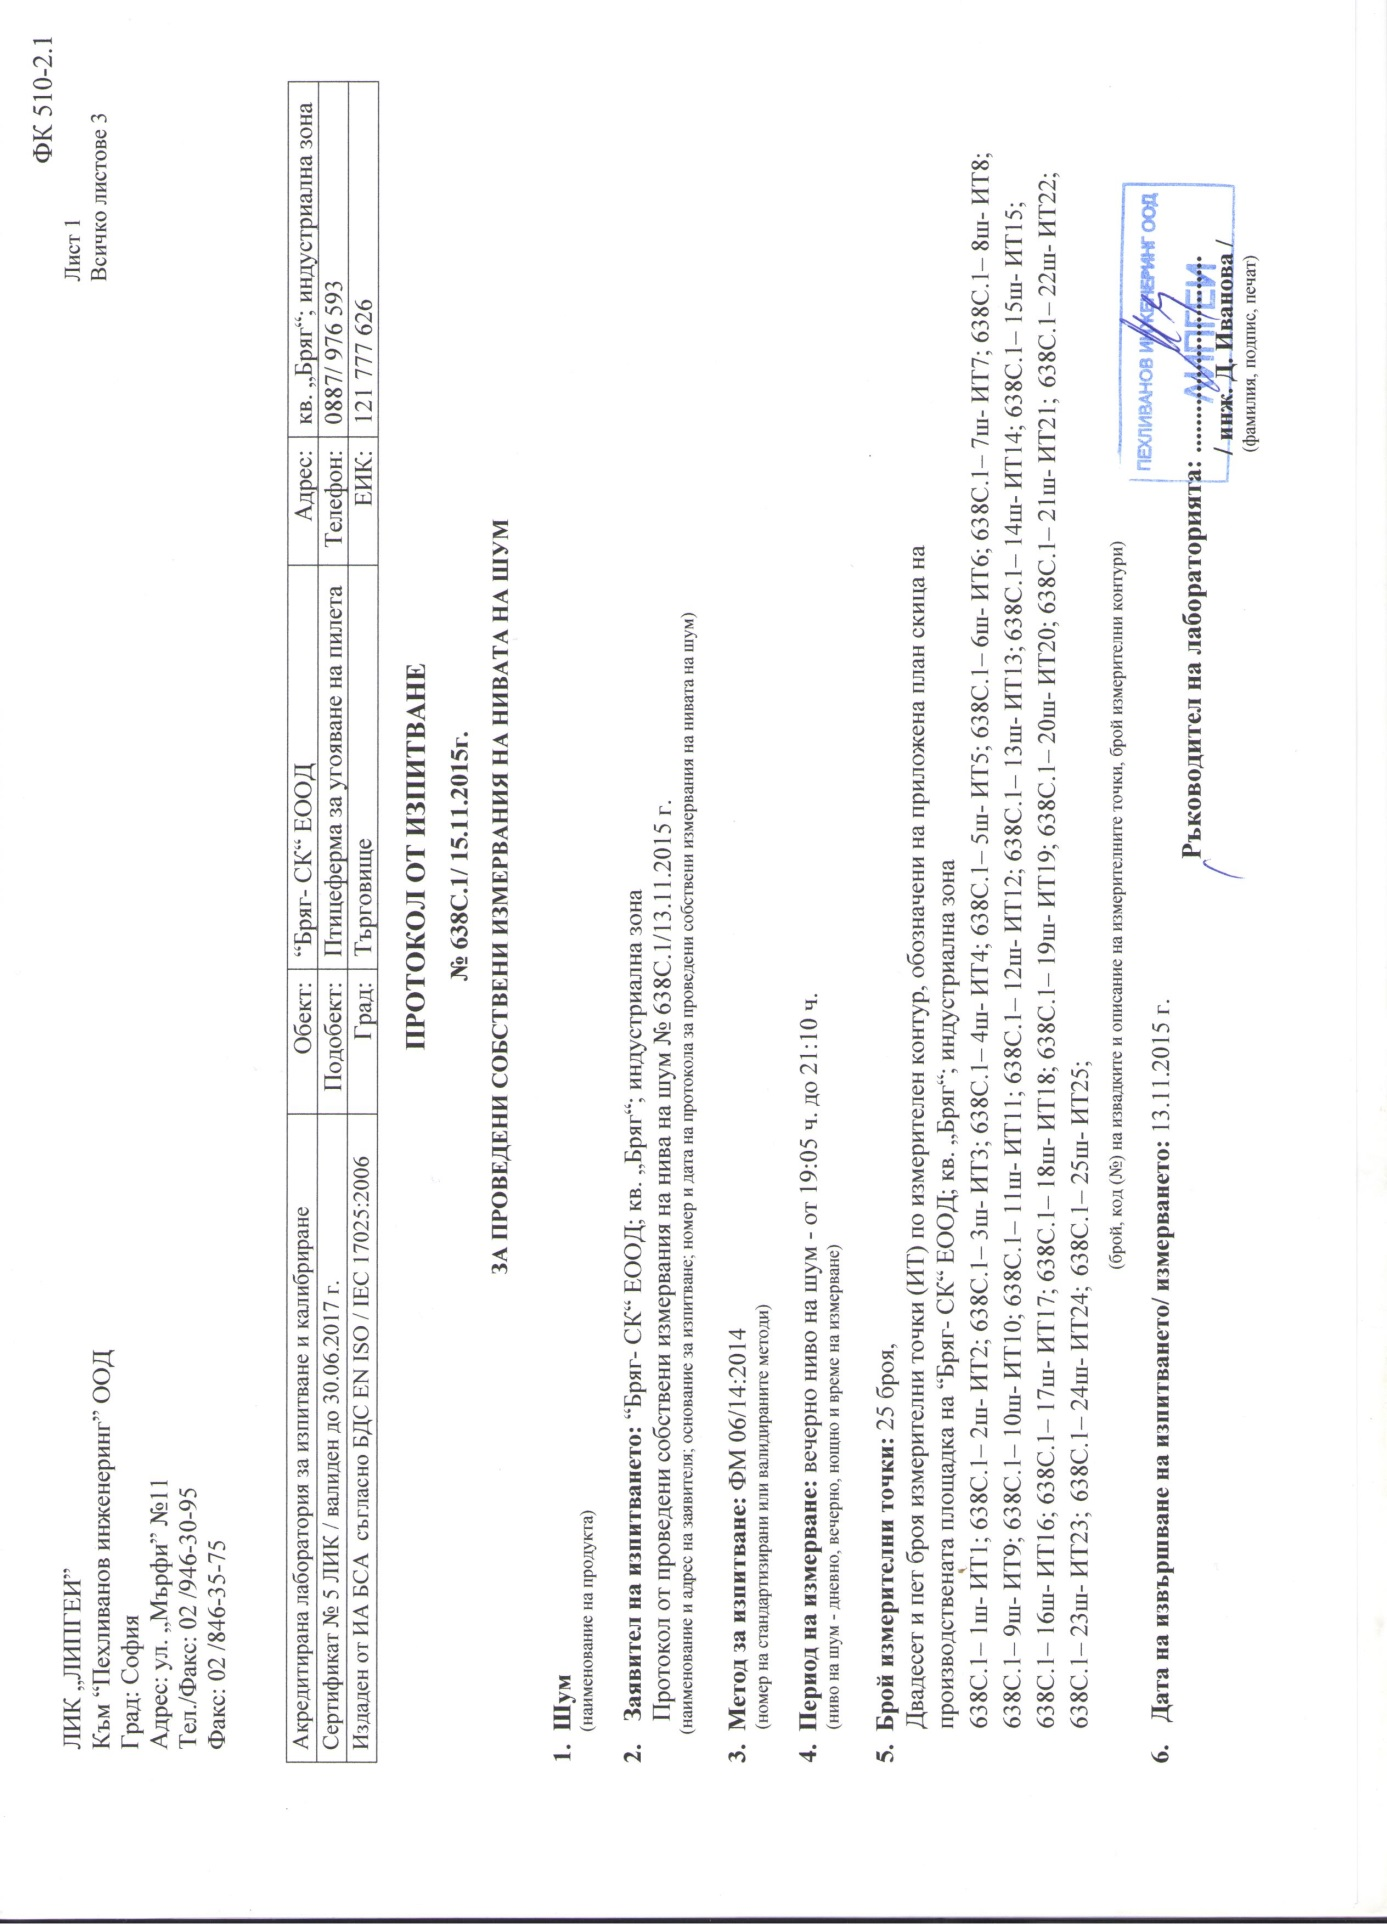 ФК 510-2.1
ЛИК „ЛИПГЕИ”
Към “Пехливанов инженеринг” ООД
Град: София
Адрес: ул. „Мърфи” №11
Тел./Факс: 02 /946-30-95
Факс: 02 /846-35-75
Лист 1
Всичко листове 3
Акредитирана лаборатория за изпитване и калибриране Обект: “Бряг- СК“ ЕООД Адрес: кв. „Бряг“; индустриална зона
Сертификат № 5 ЛИК / валиден до 30.06.2017 г. Подобект: Птицеферма за угояване на пилета Телефон: 0887/ 976 593
Издаден от ИА БСА съгласно БДС EN ISO / IEC 17025:2006 Град: Търговище ЕИК: 121 777 626
ПРОТОКОЛ ОТ ИЗПИТВАНЕ
№ 638С.1/ 15.11.2015г.
ЗА ПРОВЕДЕНИ СОБСТВЕНИ ИЗМЕРВАНИЯ НА НИВАТА НА ШУМ
1. Шум
(наименование на продукта)
2. Заявител на изпитването: “Бряг- СК“ ЕООД; кв. „Бряг“; индустриална зона
Протокол от проведени собствени измервания на нива на шум № 638С.1/13.11.2015 г.
(наименование и адрес на заявителя; основание за изпитване; номер и дата на протокола за проведени собствени измервания на нивата на шум)
3. Метод за изпитване: ФМ 06/14:2014
(номер на стандартизирани или валидираните методи)
4. Период на измерване: вечерно ниво на шум - от 19:05 ч. до 21:10 ч.
(ниво на шум - дневно, вечерно, нощно и време на измерване)
5. Брой измерителни точки: 25 броя,
Двадесет и пет броя измерителни точки (ИТ) по измерителен контур, обозначени на приложена план скица на
производствената площадка на “Бряг- СК“ ЕООД; кв. „Бряг“; индустриална зона
638С.1– 1ш- ИТ1; 638С.1– 2ш- ИТ2; 638С.1– 3ш- ИТ3; 638С.1– 4ш- ИТ4; 638С.1– 5ш- ИТ5; 638С.1– 6ш- ИТ6; 638С.1– 7ш- ИТ7; 638С.1– 8ш- ИТ8;
638С.1– 9ш- ИТ9; 638С.1– 10ш- ИТ10; 638С.1– 11ш- ИТ11; 638С.1– 12ш- ИТ12; 638С.1– 13ш- ИТ13; 638С.1– 14ш- ИТ14; 638С.1– 15ш- ИТ15;
638С.1– 16ш- ИТ16; 638С.1– 17ш- ИТ17; 638С.1– 18ш- ИТ18; 638С.1– 19ш- ИТ19; 638С.1– 20ш- ИТ20; 638С.1– 21ш- ИТ21; 638С.1– 22ш- ИТ22;
638С.1– 23ш- ИТ23; 638С.1– 24ш- ИТ24; 638С.1– 25ш- ИТ25;
(брой, код (№) на извадките и описание на измерителните точки, брой измерителни контури)
6. Дата на извършване на изпитването/ измерването: 13.11.2015 г.
ПЕХЛИВАНОВ ИНЖЕНЕРИНГ ООД
ЛИПГЕИ
Ръководител на лабораторията: ..............................
/ инж. Д. Иванова /
(фамилия, подпис, печат)